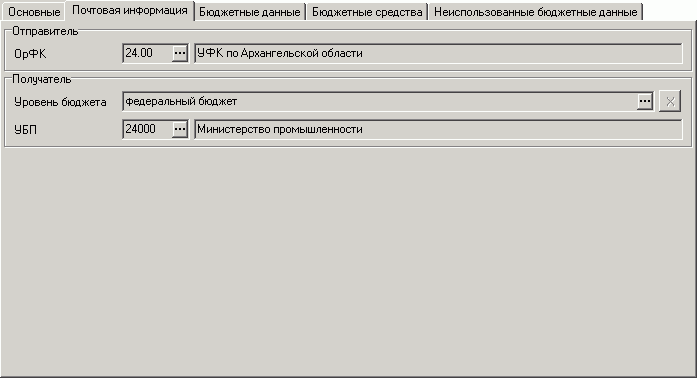 Основные Почтовая информация Бюджетные данные Бюджетные средства Неиспользованные бюджетные данные
Отправитель
ОрФК 24.00 ... УФК по Архангельской области
Получатель
Уровень бюджета федеральный бюджет ... X
УБП 24000 ... Министерство промышленности